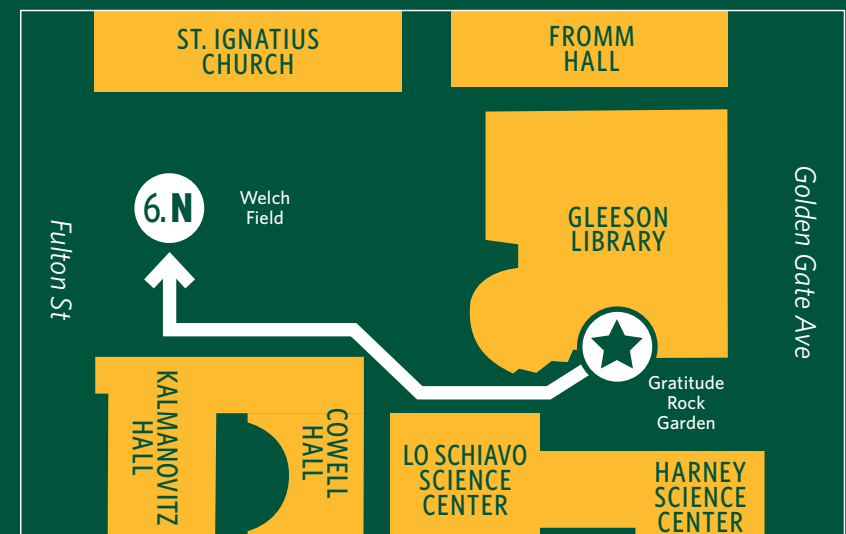 ST. IGNATIUS
CHURCH
FROMM
HALL
6.N
Welch
Field
Fulton St
GLEESON
LIBRARY
Golden Gate Ave
Gratitude
Rock
Garden
KALMANOVITZ
HALL
COWELL
HALL
LO SCHIAVO
SCIENCE
CENTER
HARNEY
SCIENCE
CENTER